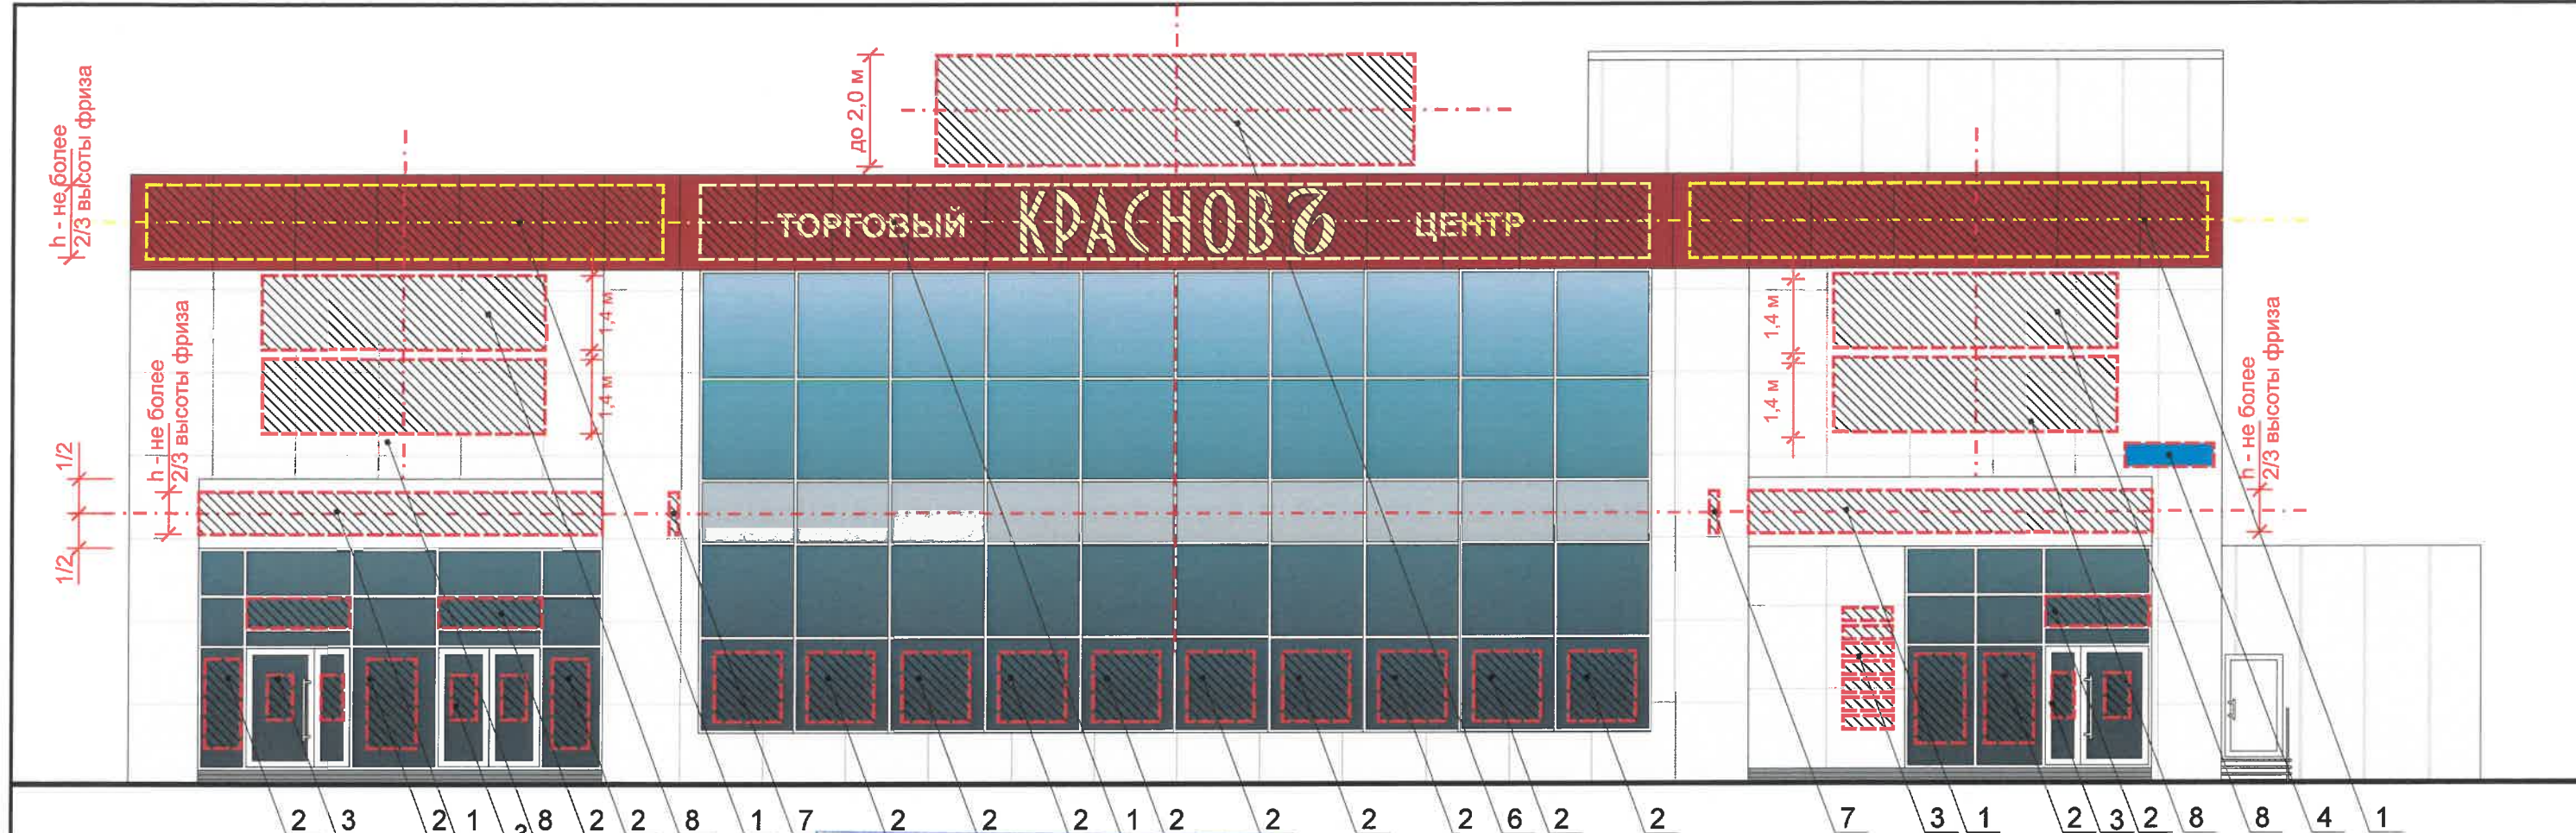 до 2,0 м
h - не более
2/3 высоты фриза
ТОРГОВЫЙ КРАСНОВЪ ЦЕНТР
1,4 м
1,4 м
1,4 м
1,4 м
h - не более
2/3 высоты фриза
h - не более
2/3 высоты фриза
1/2
1/2
2 3 2 1 3 8 2 2 8 1 7 2 2 2 1 2 2 2 2 6 2 2 7 3 1 2 3 2 8 8 4 1